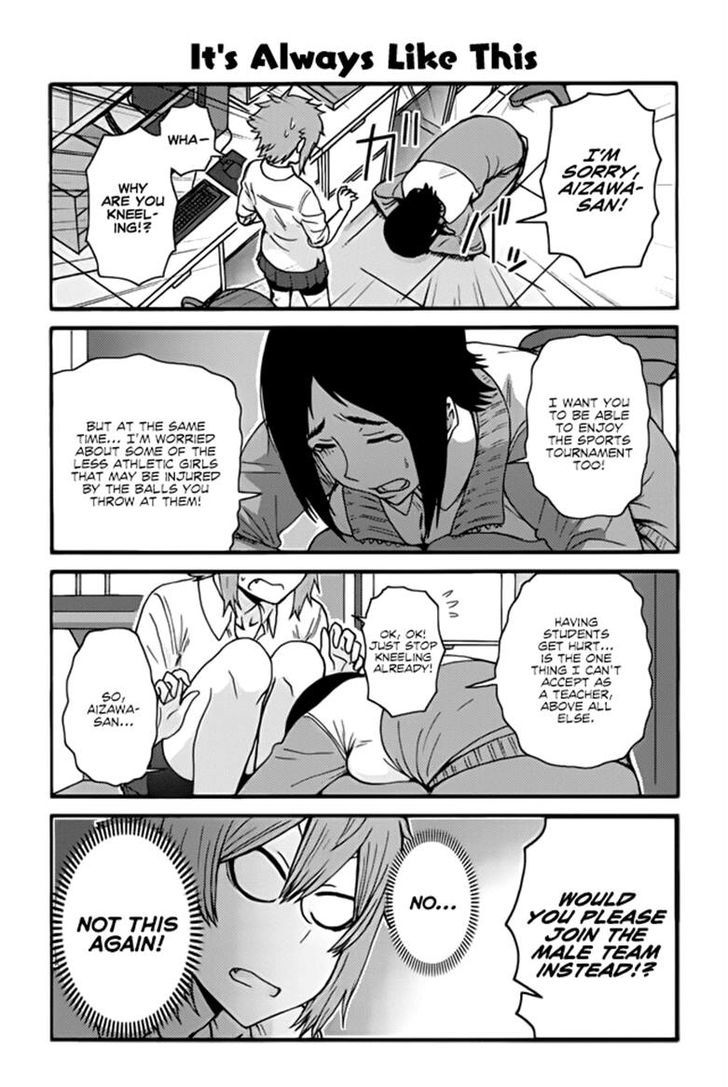 It's Always Like This
I'M
SORRY,
AIZAWA-
SAN!
WHA-
WHY
ARE YOU
KNEEL-
ING!?
I WANT YOU
TO BE ABLE
TO ENJOY
THE SPORTS
TOURNAMENT
TOO!
BUT AT THE SAME
TIME... I'M WORRIED
ABOUT SOME OF THE
LESS ATHLETIC GIRLS
THAT MAY BE INJURED
BY THE BALLS YOU
THROW AT THEM!
HAVING
STUDENTS
GET HURT...
IS THE ONE
THING I CAN'T
ACCEPT AS
A TEACHER,
ABOVE ALL
ELSE.
OK, OK!
JUST STOP
KNEELING
ALREADY!
SO,
AIZAWA-
SAN...
WOULD
YOU PLEASE
JOIN THE
MALE TEAM
INSTEAD!?
NO...
NOT THIS
AGAIN!